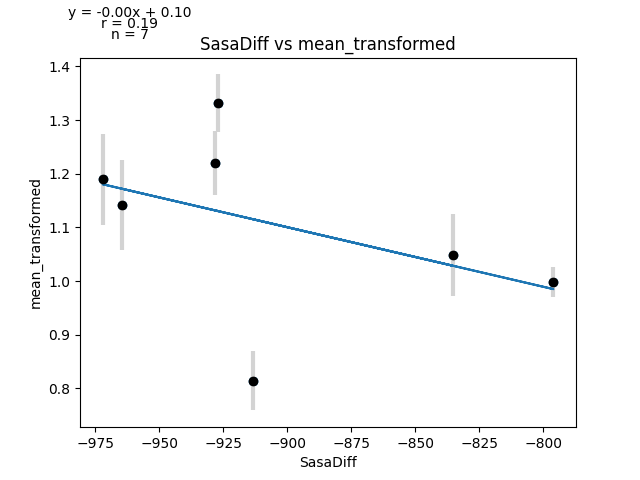 y = -0.00x + 0.10
r = 0.19
n = 7
SasaDiff vs mean_transformed
1.4
1.3
1.2
1.1
1.0
0.9
0.8
mean_transformed
−975 −950 −925 −900 −875 −850 −825 −800
SasaDiff